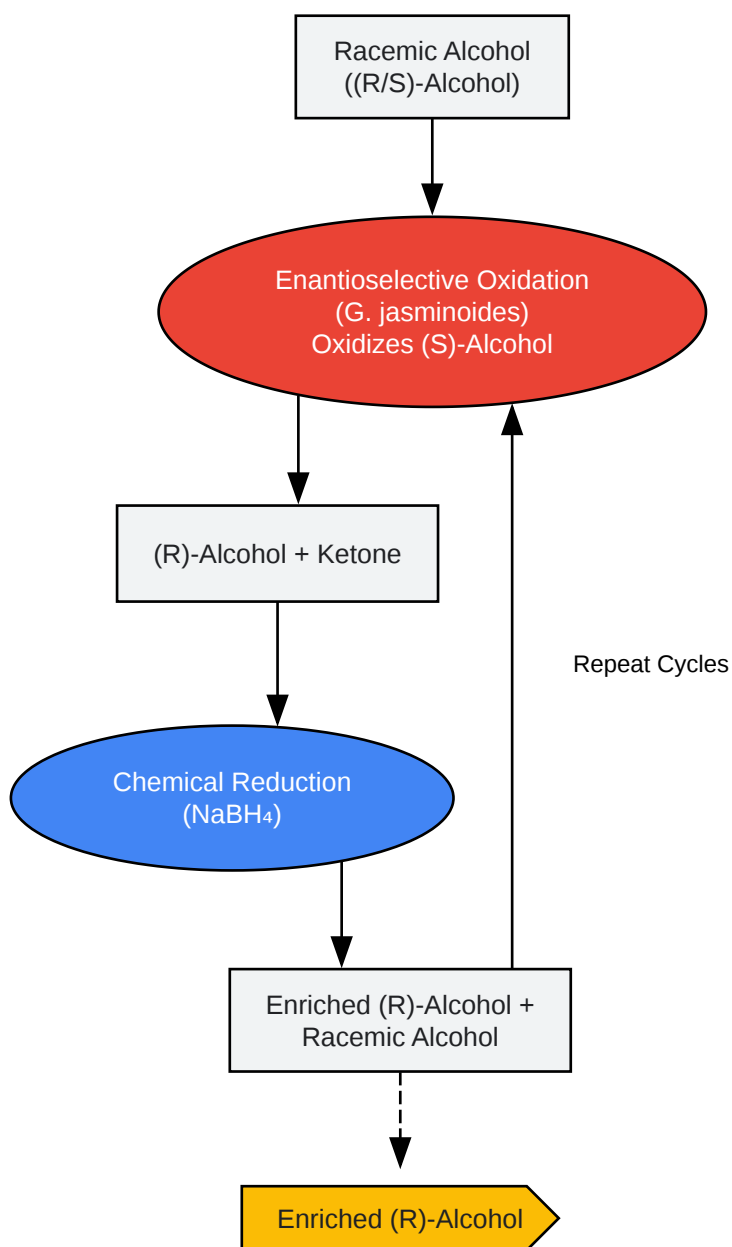 Racemic Alcohol
((R/S)-Alcohol)
Enantioselective Oxidation
(G. jasminoides)
Oxidizes (S)-Alcohol
(R)-Alcohol + Ketone
Repeat Cycles
Chemical Reduction
(NaBH₄)
Enriched (R)-Alcohol +
Racemic Alcohol
Enriched (R)-Alcohol